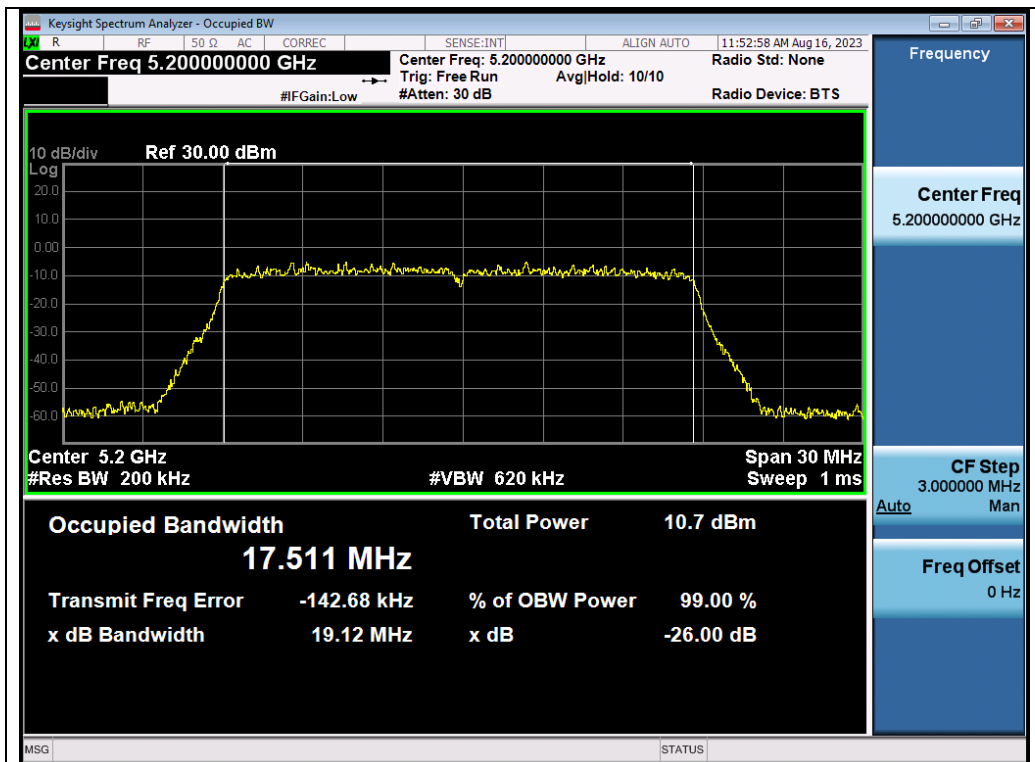 Keysight Spectrum Analyzer - Occupied BW
LXI R RF 50 Ω AC CORREC SENSE:INT ALIGN AUTO 11:52:58 AM Aug 16, 2023
Center Freq 5.200000000 GHz
Center Freq: 5.200000000 GHz Radio Std: None
Trig: Free Run Avg|Hold: 10/10
#IFGain:Low #Atten: 30 dB Radio Device: BTS
10 dB/div Ref 30.00 dBm
Log
20.0
10.0
0.00
-10.0
-20.0
-30.0
-40.0
-50.0
-60.0
Center 5.2 GHz Span 30 MHz
#Res BW 200 kHz #VBW 620 kHz Sweep 1 ms
Occupied Bandwidth Total Power 10.7 dBm
17.511 MHz
Transmit Freq Error -142.68 kHz % of OBW Power 99.00 %
x dB Bandwidth 19.12 MHz x dB -26.00 dB
Frequency
Center Freq
5.200000000 GHz
CF Step
3.000000 MHz
Auto Man
Freq Offset
0 Hz
MSG STATUS